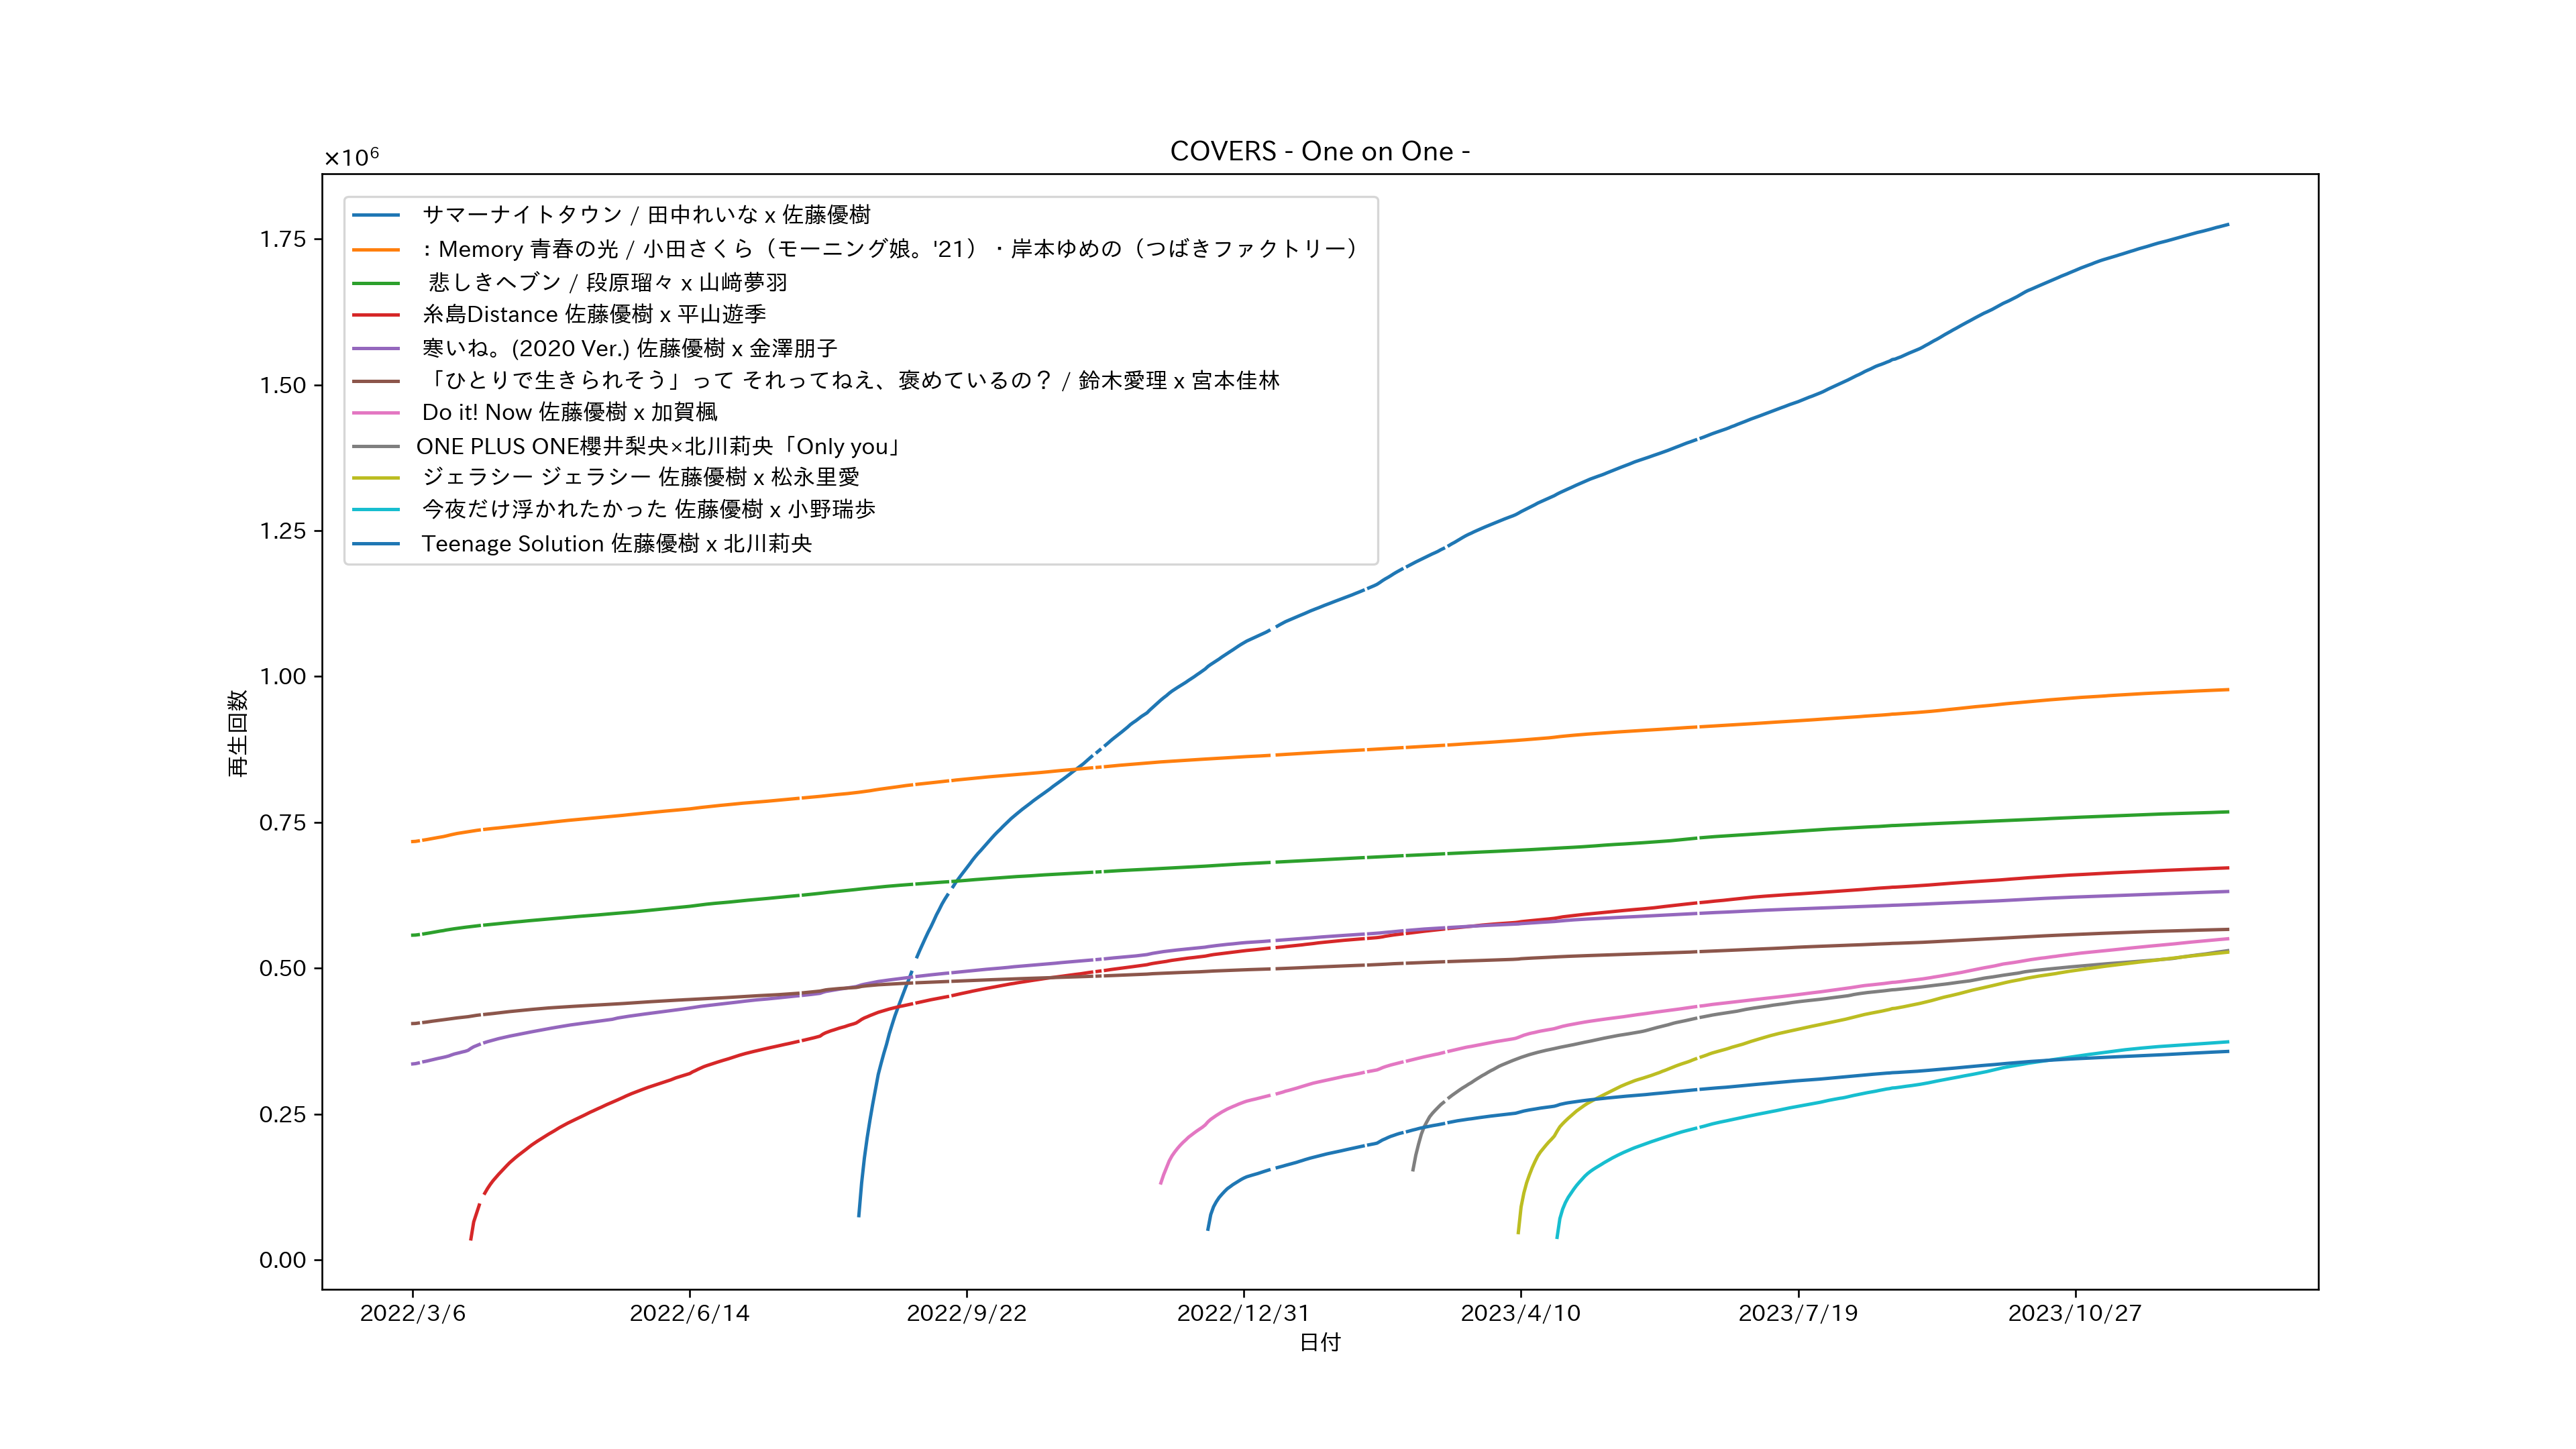 COVERS - One on One -
×10⁶
サマーナイトタウン / 田中れいな x 佐藤優樹
: Memory 青春の光 / 小田さくら（モーニング娘。'21）・岸本ゆめの（つばきファクトリー）
悲しきヘブン / 段原瑠々 x 山﨑夢羽
糸島Distance 佐藤優樹 x 平山遊季
寒いね。(2020 Ver.) 佐藤優樹 x 金澤朋子
「ひとりで生きられそう」って それってねえ、褒めているの？ / 鈴木愛理 x 宮本佳林
Do it! Now 佐藤優樹 x 加賀楓
ONE PLUS ONE櫻井梨央×北川莉央「Only you」
ジェラシー ジェラシー 佐藤優樹 x 松永里愛
今夜だけ浮かれたかった 佐藤優樹 x 小野瑞歩
Teenage Solution 佐藤優樹 x 北川莉央
1.75
1.50
1.25
1.00
0.75
0.50
0.25
0.00
再生回数
2022/3/6
2022/6/14
2022/9/22
2022/12/31
2023/4/10
2023/7/19
2023/10/27
日付